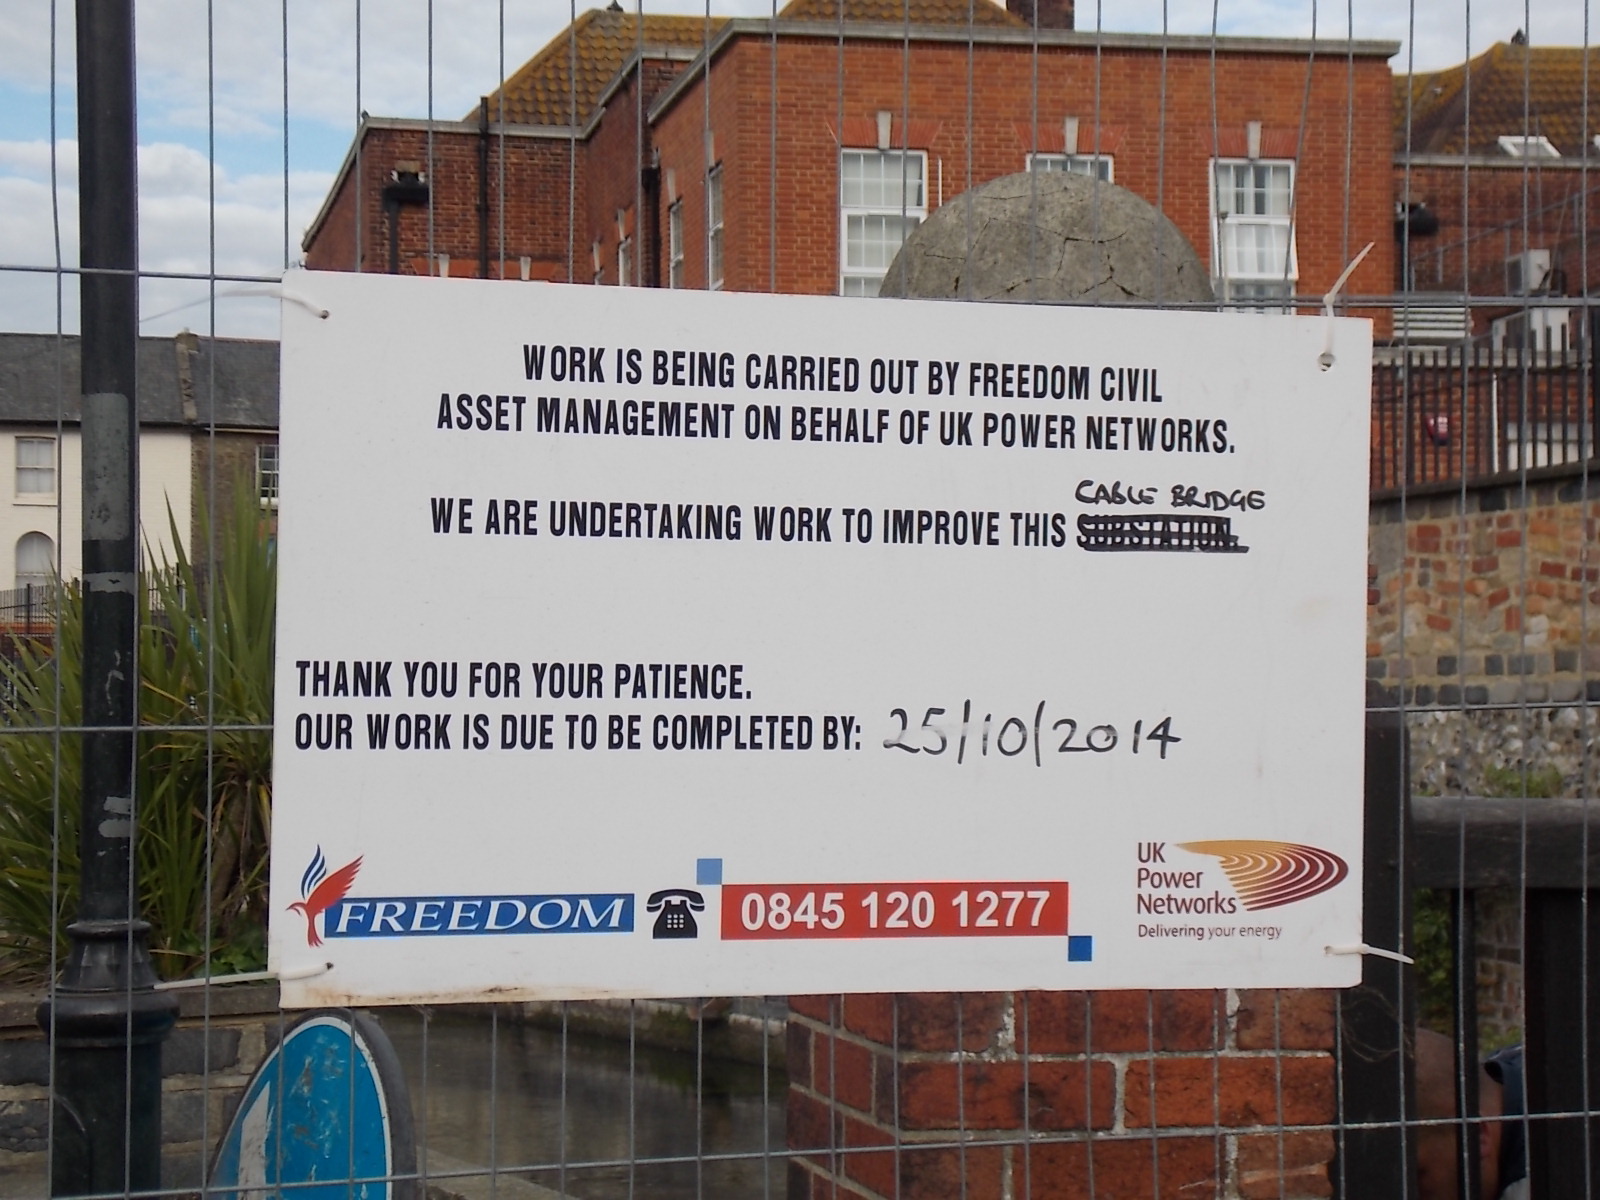 WORK IS BEING CARRIED OUT BY FREEDOM CIVIL
ASSET MANAGEMENT ON BEHALF OF UK POWER NETWORKS.
CABLE BRIDGE
WE ARE UNDERTAKING WORK TO IMPROVE THIS SUBSTATION.
THANK YOU FOR YOUR PATIENCE.
OUR WORK IS DUE TO BE COMPLETED BY: 25/10/2014
FREEDOM 0845 120 1277
UK
Power
Networks
Delivering your energy